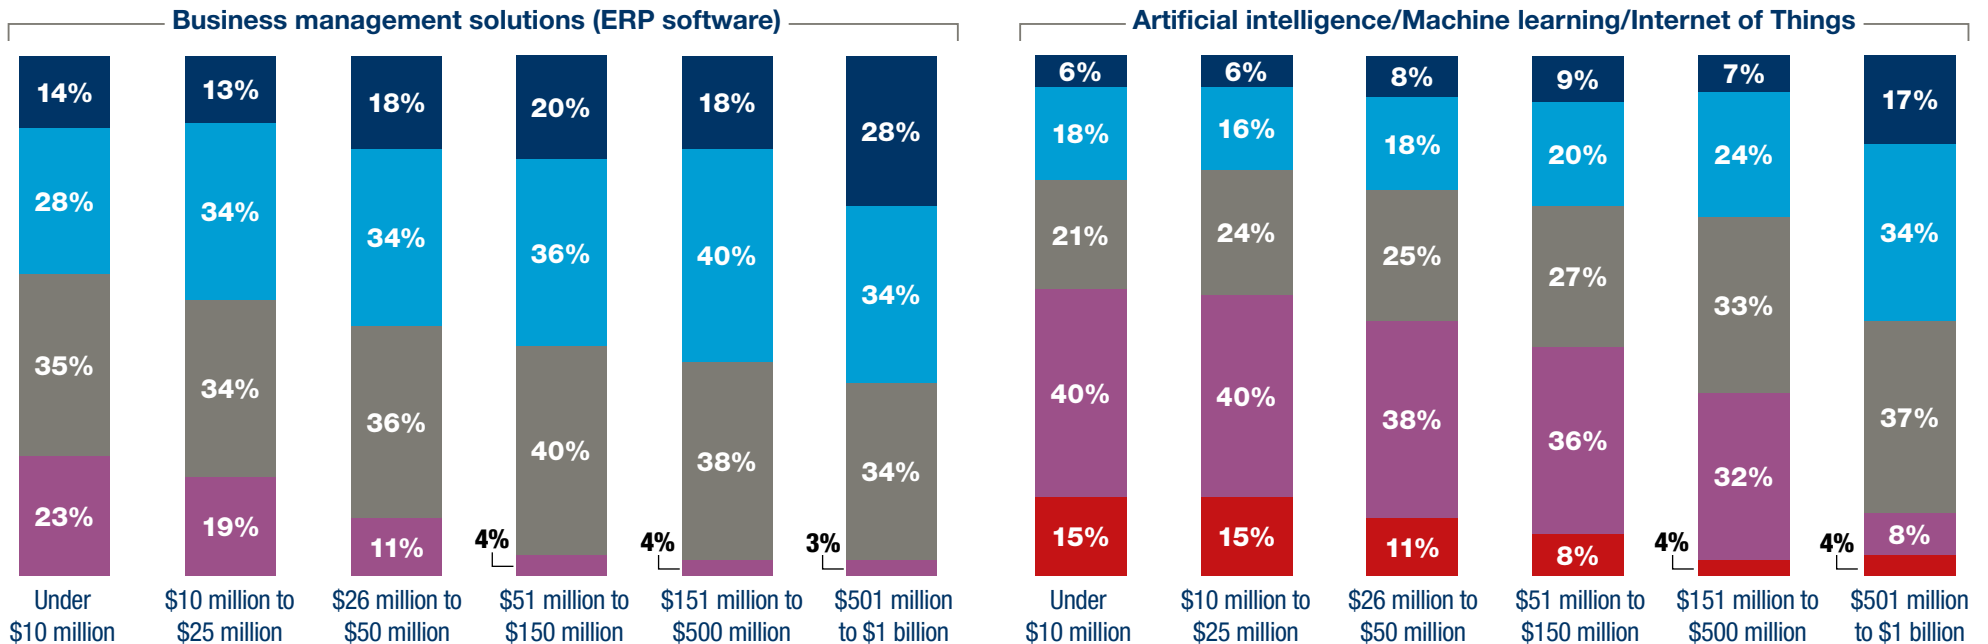 Business management solutions (ERP software)
14%
28%
35%
23%
Under
$10 million
13%
34%
34%
19%
$10 million to
$25 million
18%
34%
36%
11%
$26 million to
$50 million
20%
36%
40%
4%
$51 million to
$150 million
18%
40%
38%
4%
$151 million to
$500 million
28%
34%
34%
3%
$501 million
to $1 billion
Artificial intelligence/Machine learning/Internet of Things
6%
18%
21%
40%
15%
Under
$10 million
6%
16%
24%
40%
15%
$10 million to
$25 million
8%
18%
25%
38%
11%
$26 million to
$50 million
9%
20%
27%
36%
8%
$51 million to
$150 million
7%
24%
33%
32%
4%
$151 million to
$500 million
17%
34%
37%
8%
4%
$501 million
to $1 billion